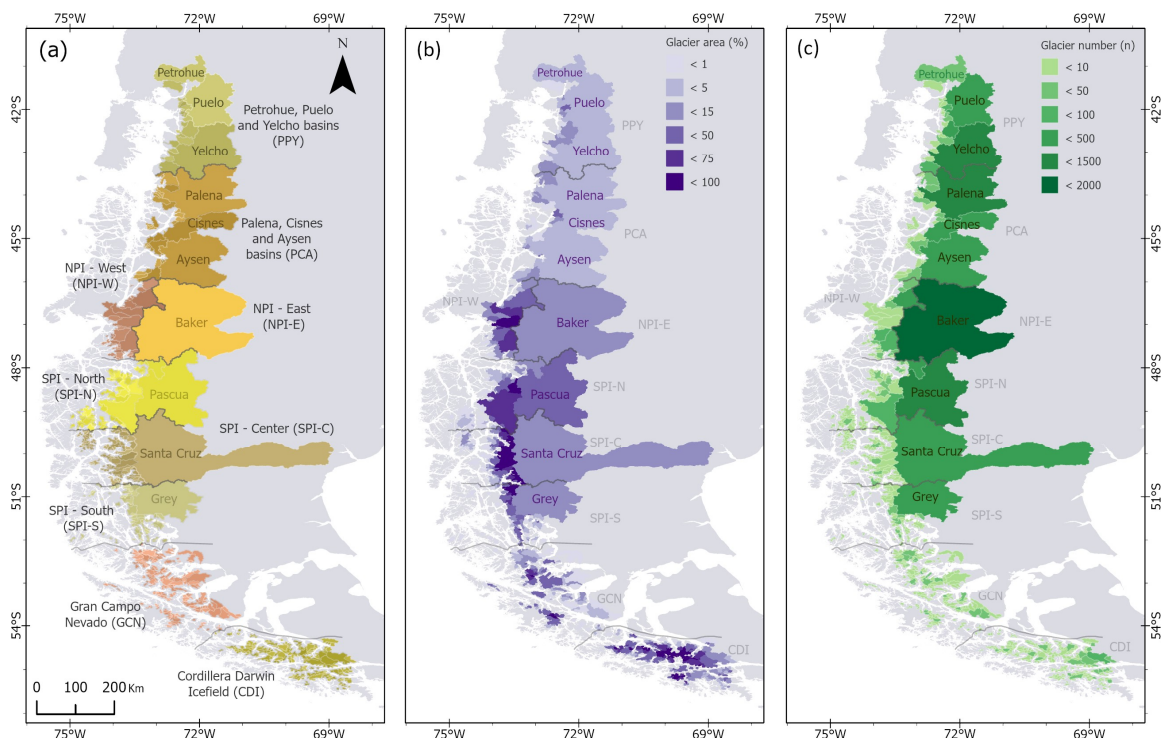 75°W 72°W 69°W 75°W 72°W 69°W 75°W 72°W 69°W
(a)
N
Petrohue
Puelo
Petrohue, Puelo
and Yelcho basins
(PPY)
Yelcho
Palena
Cisnes
Palena, Cisnes
and Aysen
basins (PCA)
Aysen
NPI - West
(NPI-W)
NPI - East
(NPI-E)
Baker
SPI - North
(SPI-N)
Pascua
SPI - Center (SPI-C)
Santa Cruz
Grey
SPI - South
(SPI-S)
Gran Campo
Nevado (GCN)
Cordillera Darwin
Icefield (CDI)
0 100 200 Km
42°S
45°S
48°S
51°S
54°S
(b)
Glacier area (%)
< 1
< 5
< 15
< 50
< 75
< 100
Petrohue
Puelo
PPY
Yelcho
Palena
Cisnes
PCA
Aysen
NPI-W
Baker
NPI-E
SPI-N
Pascua
SPI-C
Santa Cruz
Grey
SPI-S
GCN
CDI
(c)
Glacier number (n)
< 10
< 50
< 100
< 500
< 1500
< 2000
Petrohue
Puelo
PPY
Yelcho
Palena
Cisnes
PCA
Aysen
NPI-W
Baker
NPI-E
SPI-N
Pascua
SPI-C
Santa Cruz
Grey
SPI-S
GCN
CDI
42°S
45°S
48°S
51°S
54°S
75°W 72°W 69°W 75°W 72°W 69°W 75°W 72°W 69°W